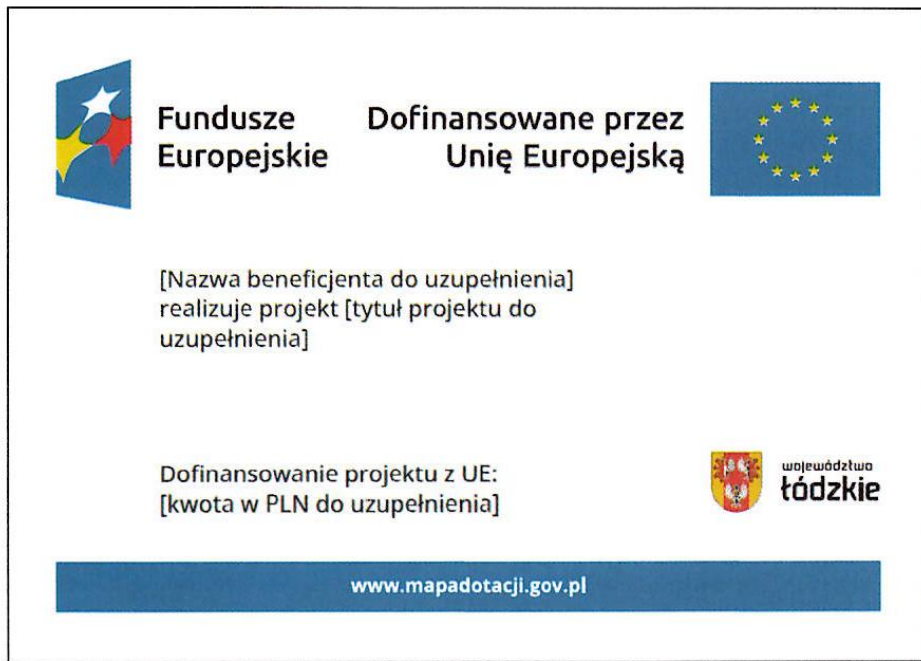 Fundusze
Europejskie
Dofinansowane przez
Unię Europejską
[Nazwa beneficjenta do uzupełnienia]
realizuje projekt [tytuł projektu do
uzupełnienia]
Dofinansowanie projektu z UE:
[kwota w PLN do uzupełnienia]
województwo
łódzkie
www.mapadotacji.gov.pl